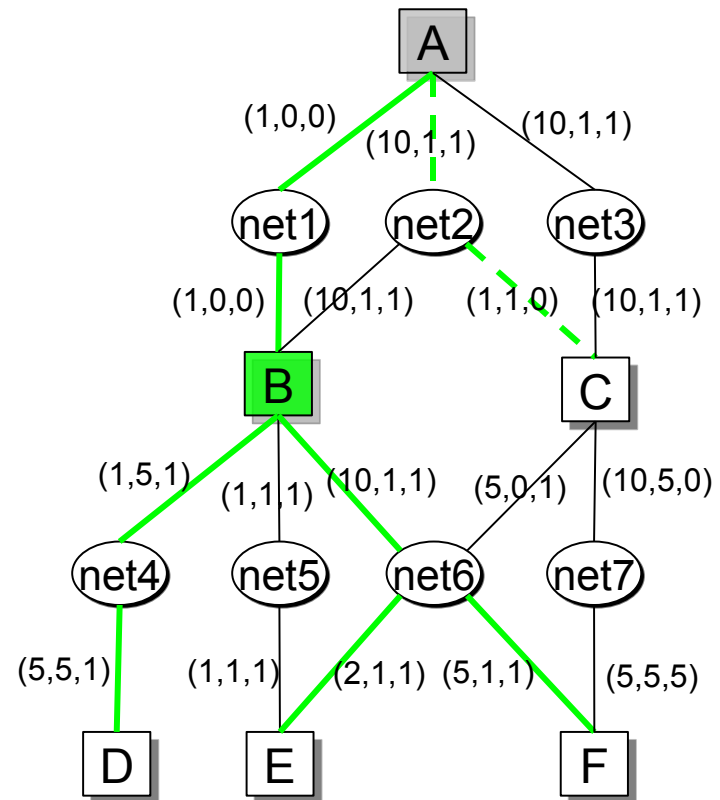 A
(1,0,0)
(10,1,1)
(10,1,1)
net1
net2
net3
(1,0,0)
(10,1,1)
(1,1,0)
(10,1,1)
B
C
(1,5,1)
(1,1,1)
(10,1,1)
(5,0,1)
(10,5,0)
net4
net5
net6
net7
(5,5,1)
(1,1,1)
(2,1,1)
(5,1,1)
(5,5,5)
D
E
F